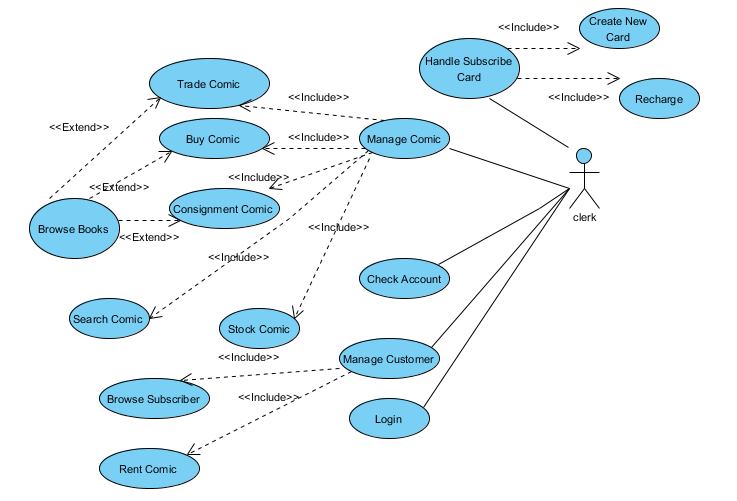 <<Include>>
Create New
Card
Handle Subscribe
Card
<<Include>>
Recharge
Trade Comic
<<Include>>
<<Extend>>
Buy Comic
<<Include>>
Manage Comic
<<Include>>
<<Extend>>
Consignment Comic
clerk
Browse Books
<<Extend>>
<<Include>>
<<Include>>
Check Account
Search Comic
Stock Comic
<<Include>>
Manage Customer
Browse Subscriber
<<Include>>
Login
Rent Comic